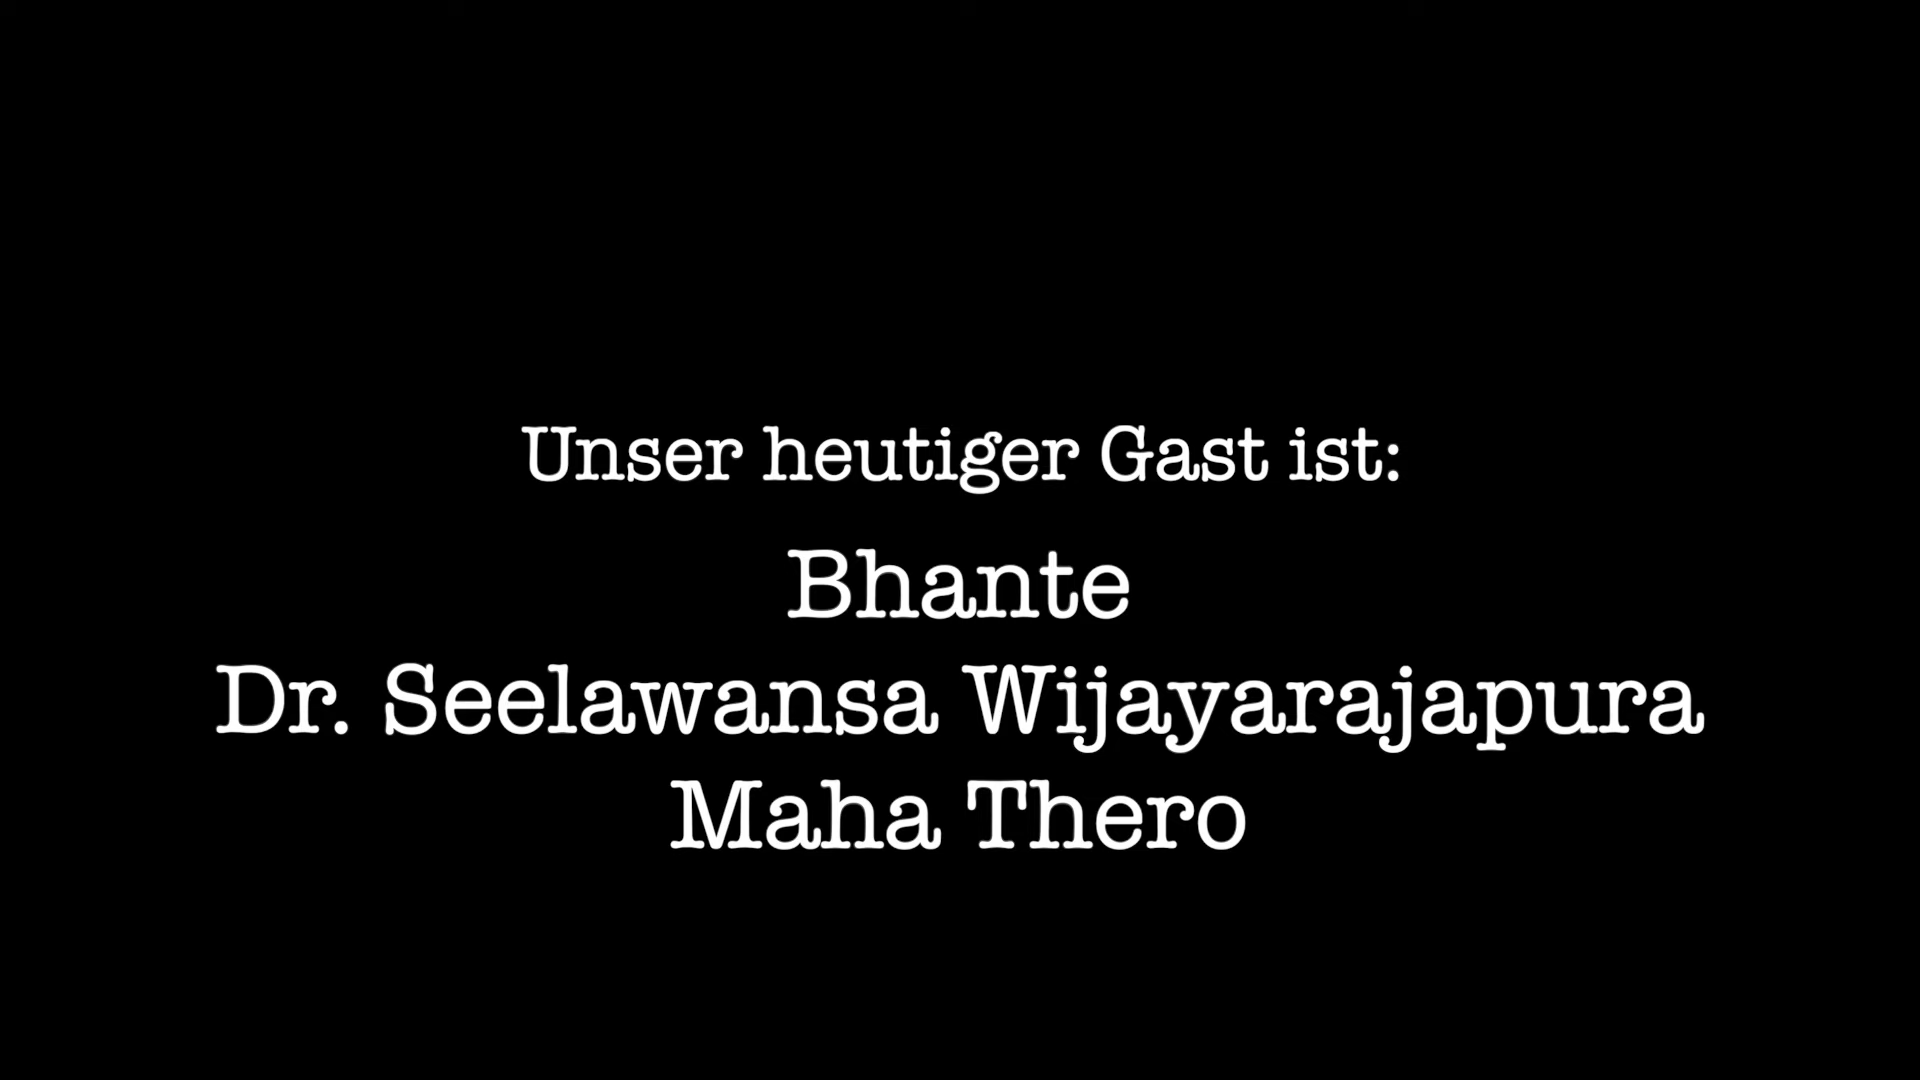 Unser heutiger Gast ist:
Bhante
Dr. Seelawansa Wijayarajapura
Maha Thero